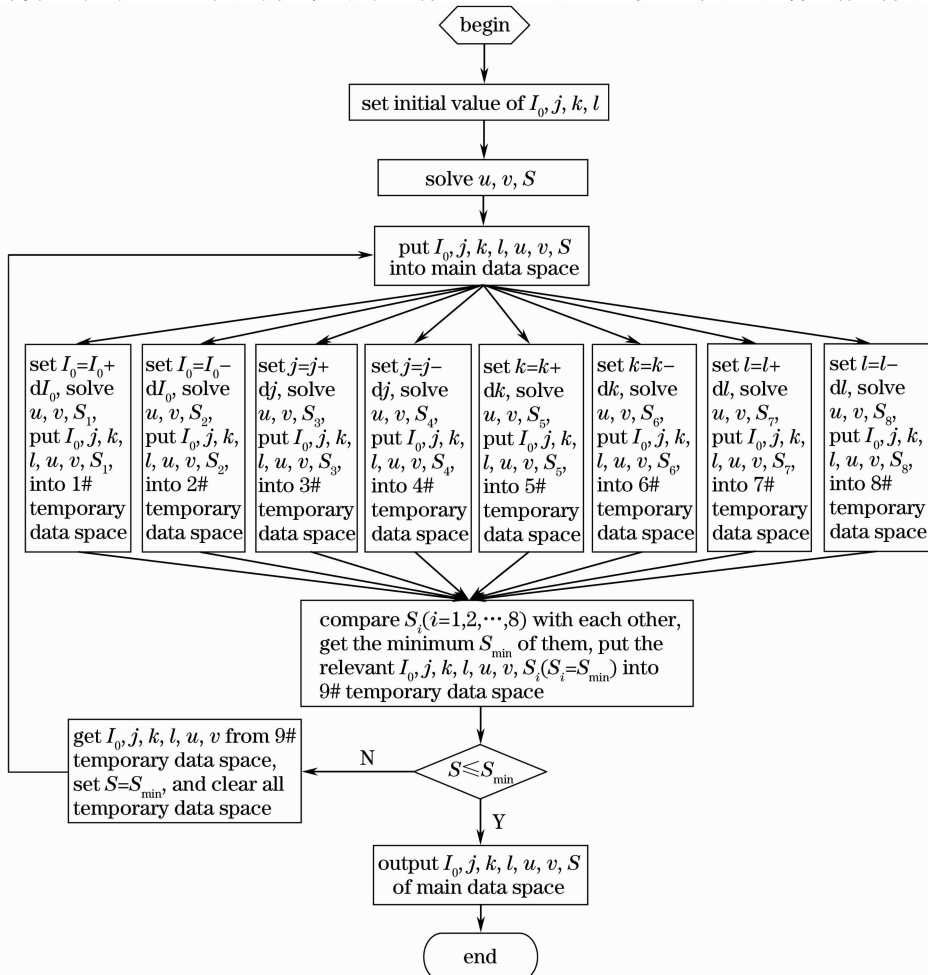 begin
set initial value of I₀, j, k, l
solve u, v, S
put I₀, j, k, l, u, v, S
into main data space
set I₀=I₀+
dI₀, solve
u, v, S₁,
put I₀, j, k,
l, u, v, S₁,
into 1#
temporary
data space
set I₀=I₀−
dI₀, solve
u, v, S₂,
put I₀, j, k,
l, u, v, S₂,
into 2#
temporary
data space
set j=j+
dj, solve
u, v, S₃,
put I₀, j, k,
l, u, v, S₃,
into 3#
temporary
data space
set j=j−
dj, solve
u, v, S₄,
put I₀, j, k,
l, u, v, S₄,
into 4#
temporary
data space
set k=k+
dk, solve
u, v, S₅,
put I₀, j, k,
l, u, v, S₅,
into 5#
temporary
data space
set k=k−
dk, solve
u, v, S₆,
put I₀, j, k,
l, u, v, S₆,
into 6#
temporary
data space
set l=l+
dl, solve
u, v, S₇,
put I₀, j, k,
l, u, v, S₇,
into 7#
temporary
data space
set l=l−
dl, solve
u, v, S₈,
put I₀, j, k,
l, u, v, S₈,
into 8#
temporary
data space
compare Sᵢ(i=1,2,⋯,8) with each other,
get the minimum Smin of them, put the
relevant I₀, j, k, l, u, v, Sᵢ(Sᵢ=Smin) into
9# temporary data space
get I₀, j, k, l, u, v from 9#
temporary data space,
set S=Smin, and clear all
temporary data space
N
S⩽Smin
Y
output I₀, j, k, l, u, v, S
of main data space
end